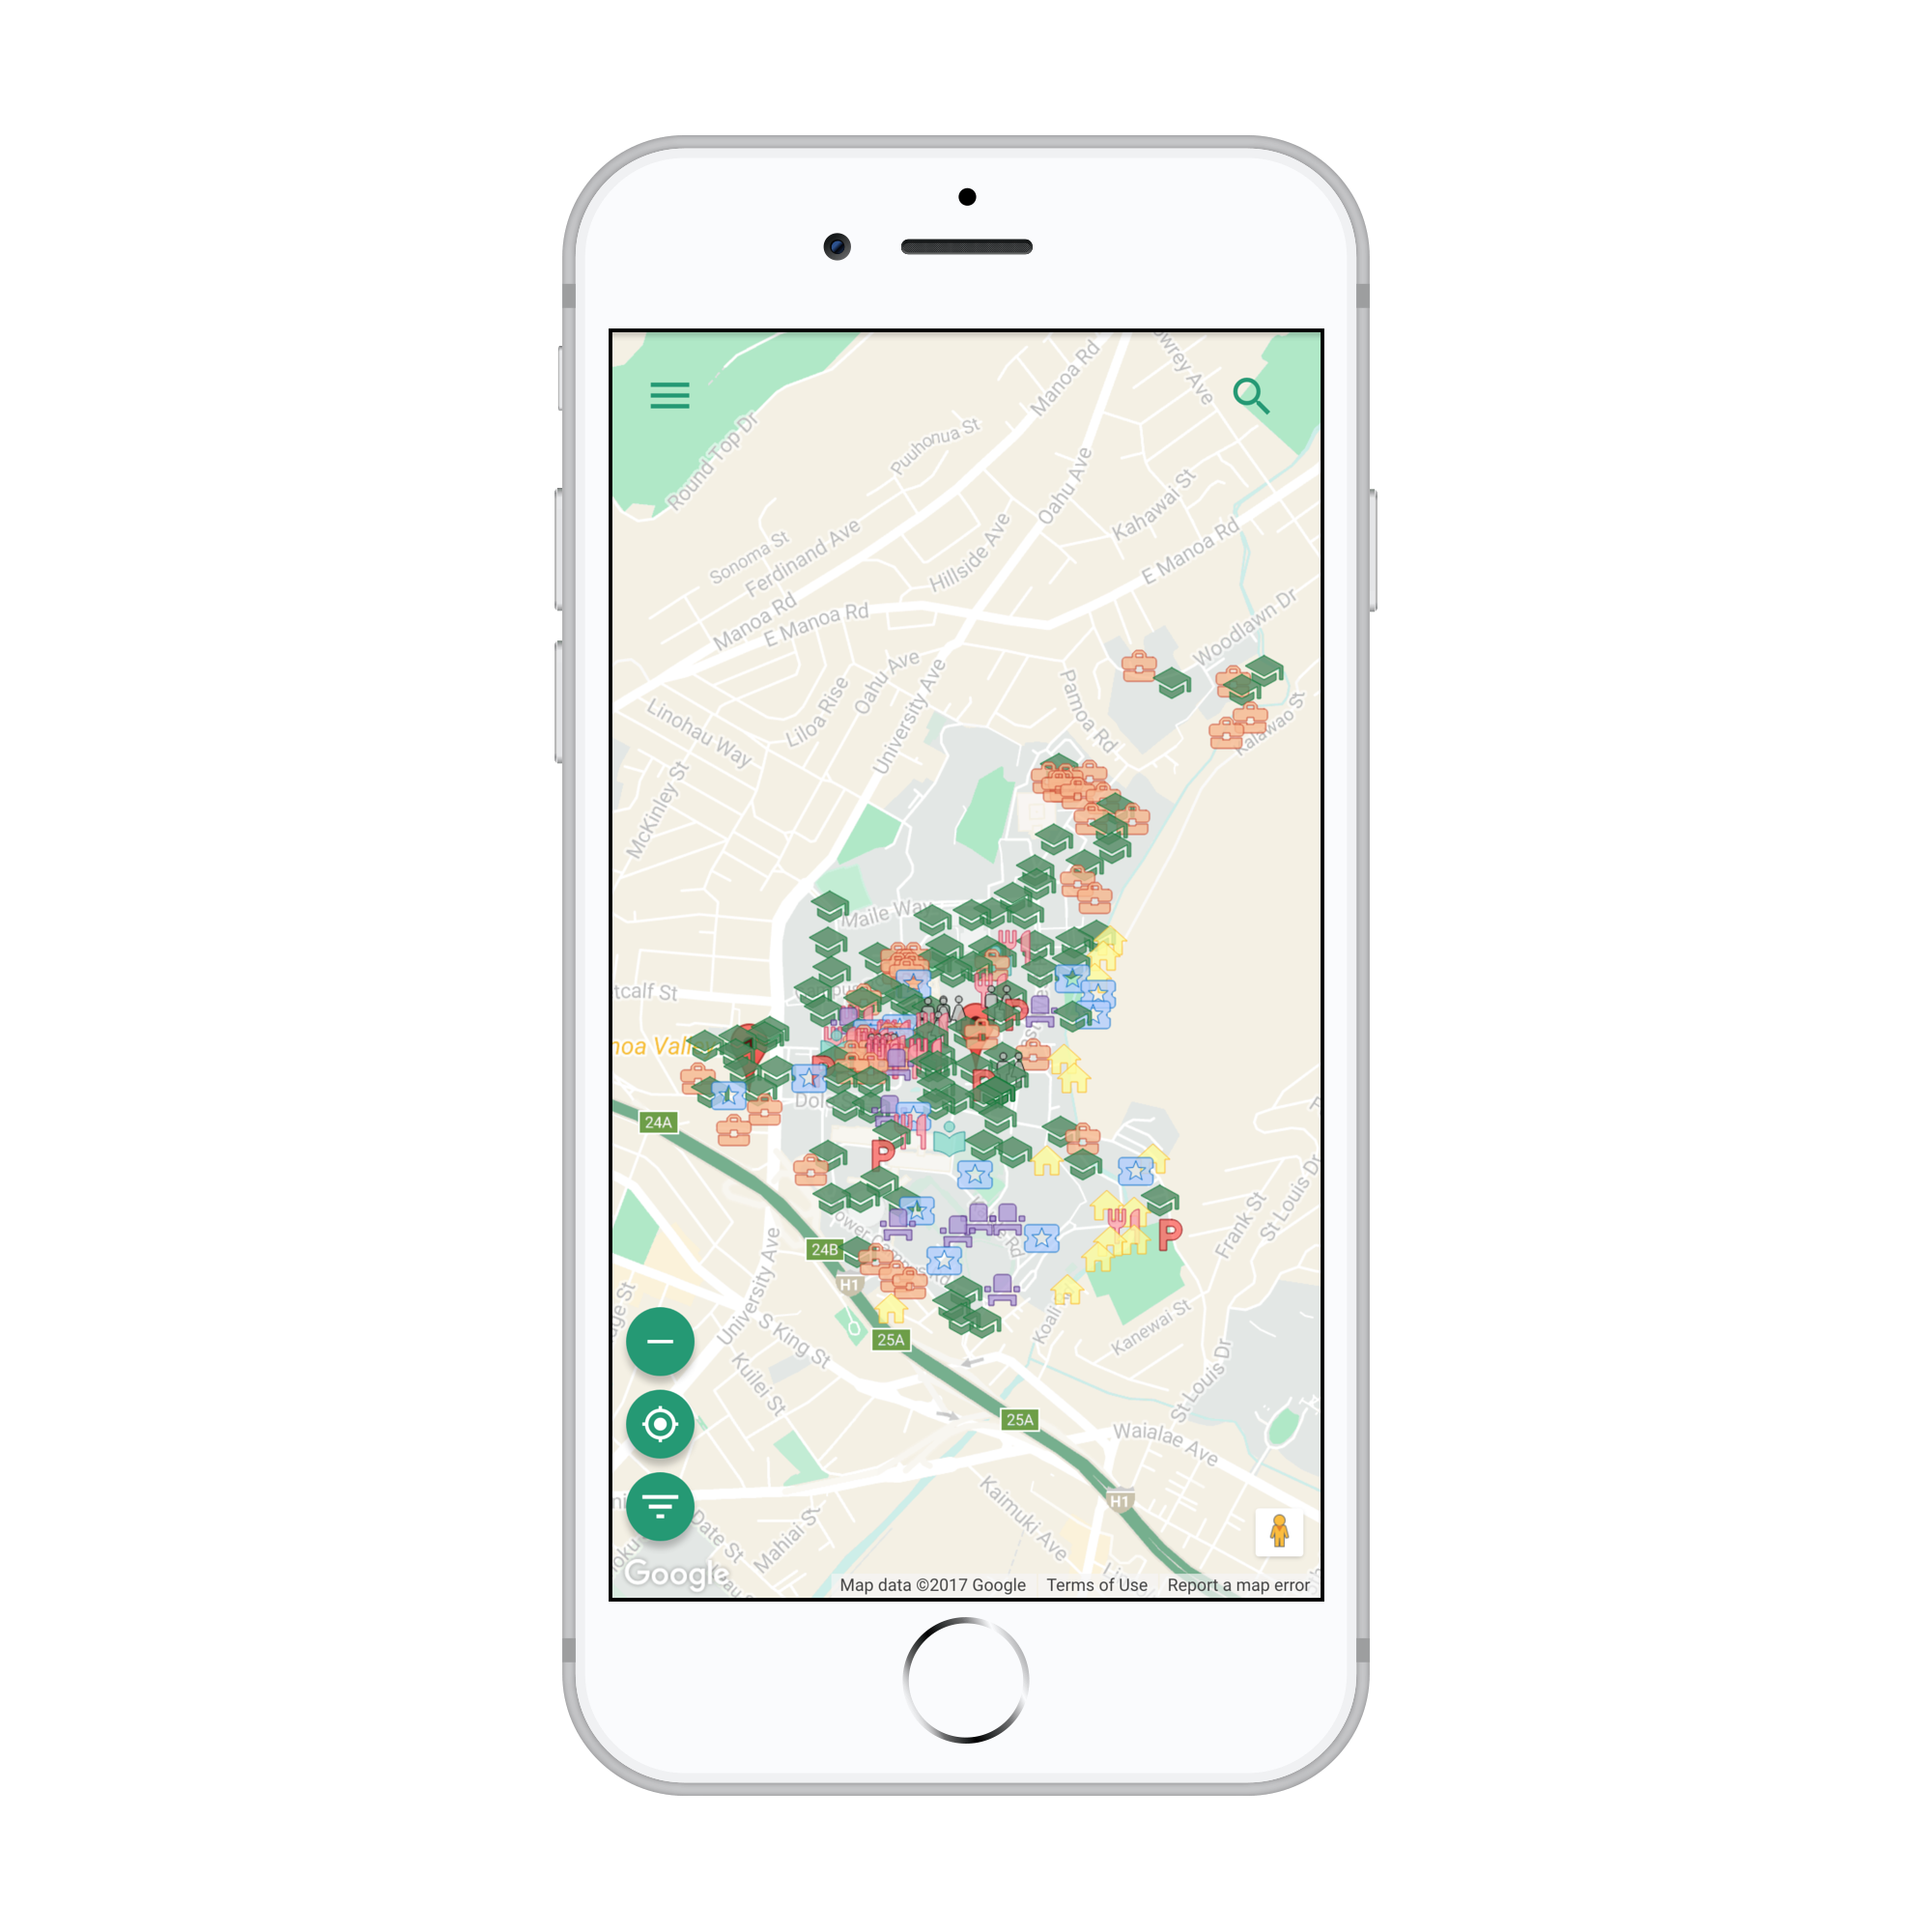 Manoa Rd
owrey Ave
Round Top Dr
Puuhonua St
Oahu Ave
Kahawai St
Sonoma St
Ferdinand Ave
Hillside Ave
E Manoa Rd
Manoa Rd
E Manoa Rd
Woodlawn Dr
Oahu Ave
University Ave
Pamoa Rd
Liloa Rise
Linohau Way
Kalawao St
McKinley St
Maile Way
tcalf St
noa Valle
Dol
24A
Frank St
St Louis Dr
24B
H1
University Ave
Rd
25A
S King St
Koali
Kanewai St
Kuilei St
St Louis Dr
25A
Waialae Ave
H1
Kaimuki Ave
Date St
Mahiai St
Google
Map data ©2017 Google Terms of Use Report a map error